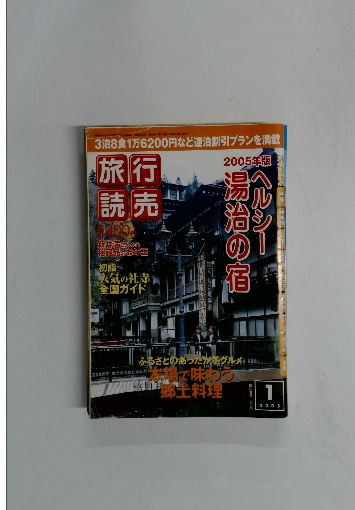 3泊8食1万6200円など連泊割引プランを満載
旅行
読売
2005年版
ヘルシー
湯治の宿
初詣
人気の社寺
全国ガイド
ふるさとのあったか系グルメ
本場で味わう
郷土料理
1
2005